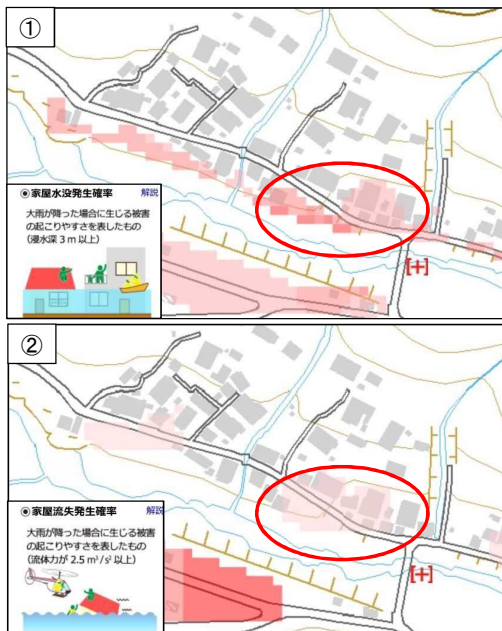 ①
[+]
◉家屋水没発生確率 解説
大雨が降った場合に生じる被害
の起こりやすさを表したもの
(浸水深3m以上)
②
[+]
◉家屋流失発生確率 解説
大雨が降った場合に生じる被害
の起こりやすさを表したもの
(流体力が 2.5 m³/s² 以上)